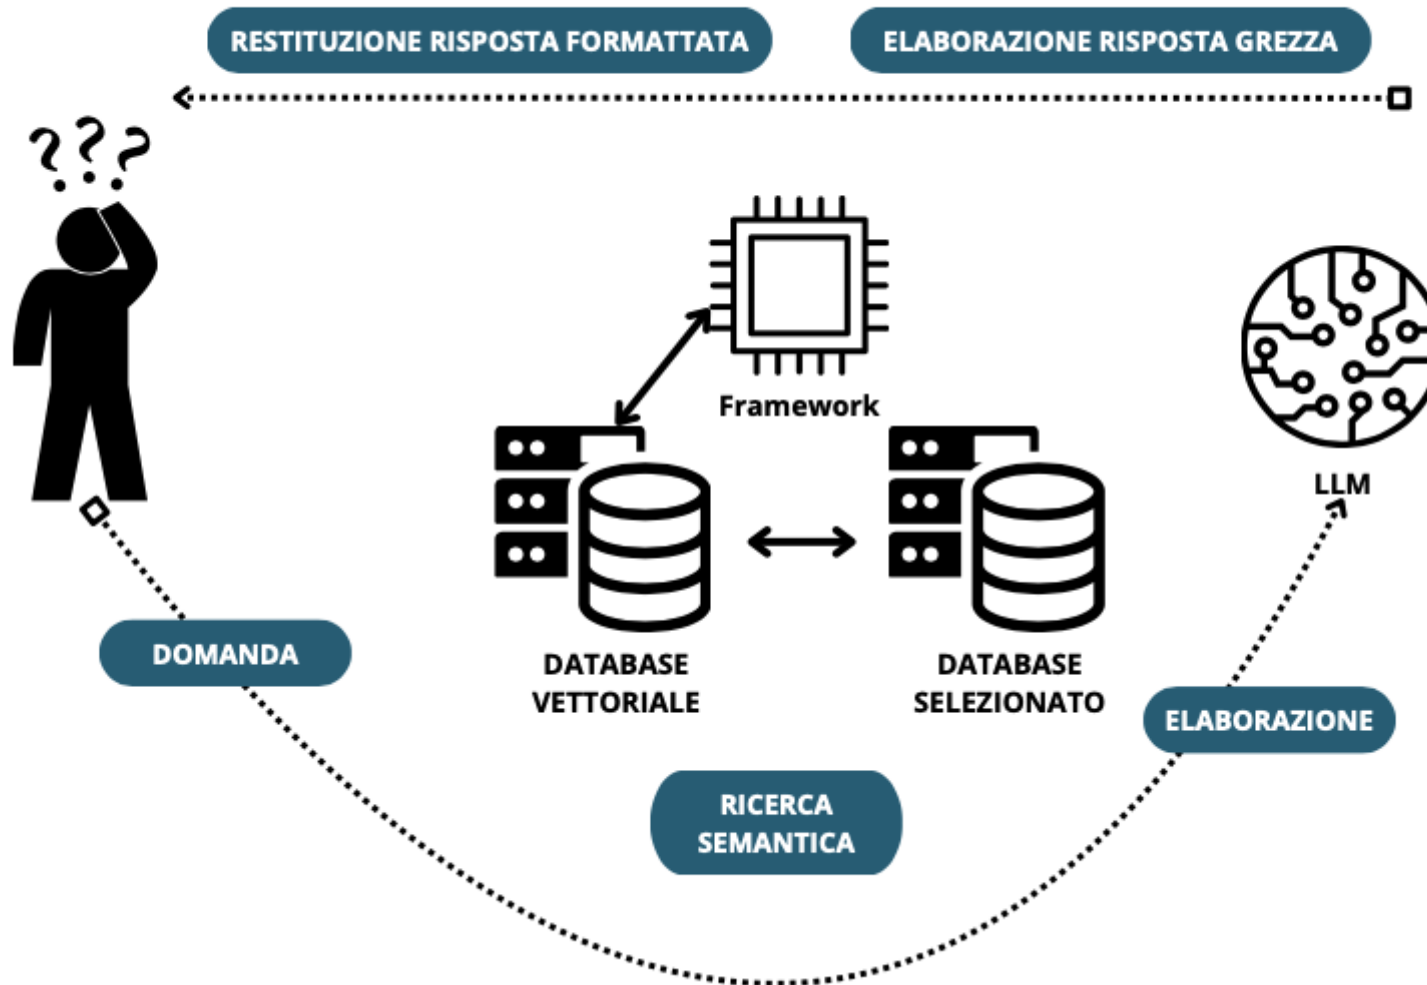 RESTITUZIONE RISPOSTA FORMATTATA
ELABORAZIONE RISPOSTA GREZZA
???
Framework
LLM
DOMANDA
DATABASE
VETTORIALE
DATABASE
SELEZIONATO
ELABORAZIONE
RICERCA
SEMANTICA